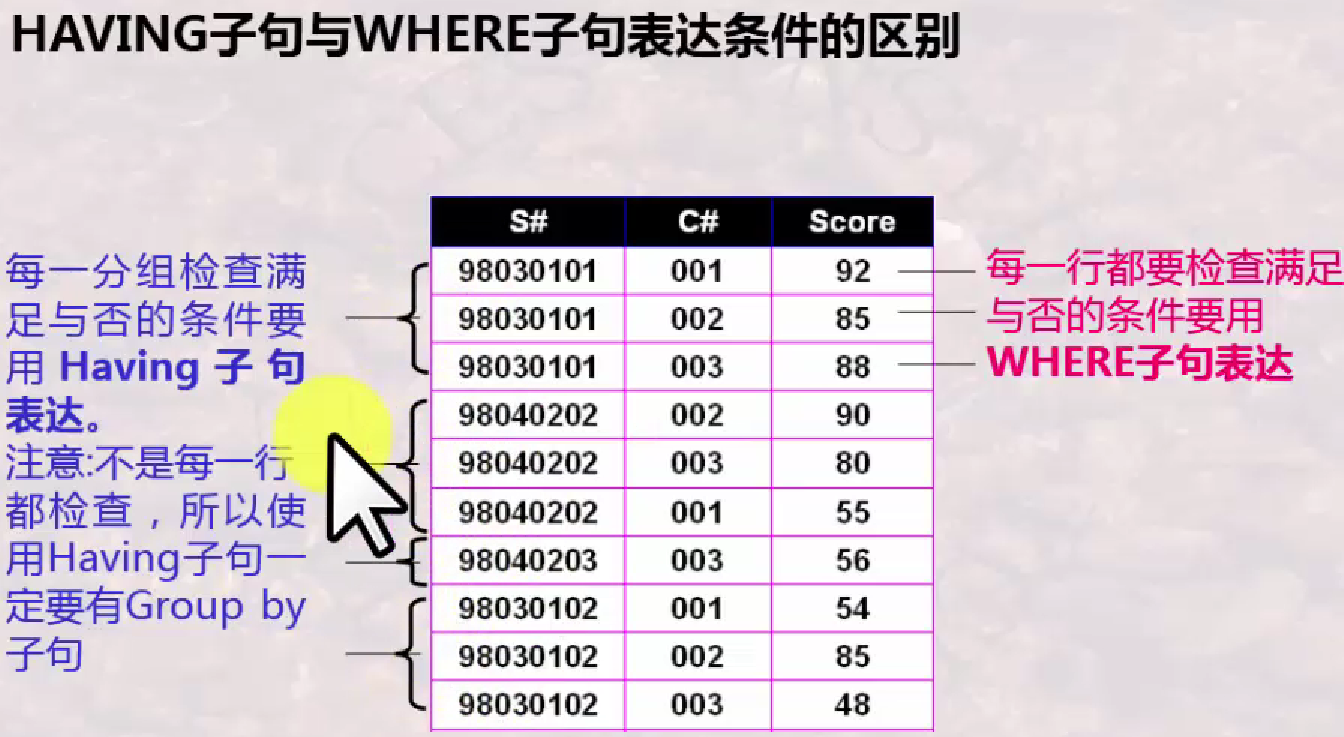 HAVING子句与WHERE子句表达条件的区别
每一分组检查满
足与否的条件要
用 Having 子 句
表达。
注意:不是每一行
都检查，所以使
用Having子句一
定要有Group by
子句
S# C# Score
98030101 001 92
98030101 002 85
98030101 003 88
98040202 002 90
98040202 003 80
98040202 001 55
98040203 003 56
98030102 001 54
98030102 002 85
98030102 003 48
每一行都要检查满足
与否的条件要用
WHERE子句表达